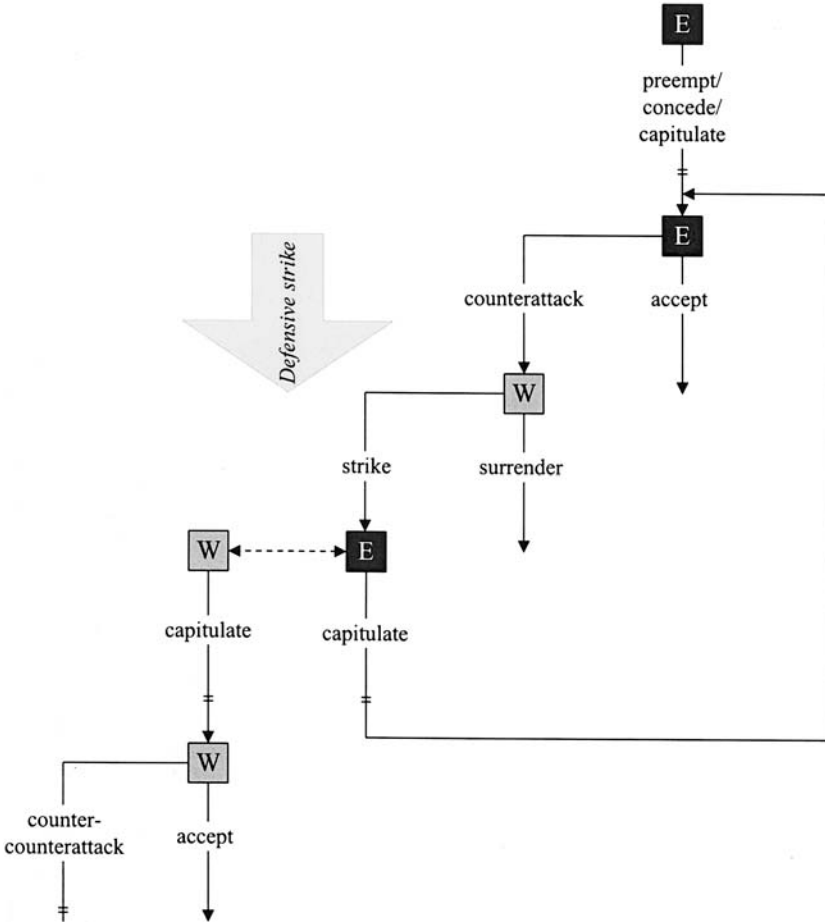 E
preempt/
concede/
capitulate
E
Defensive strike
counterattack
accept
W
strike
surrender
W
E
capitulate
capitulate
W
counter-
counterattack
accept